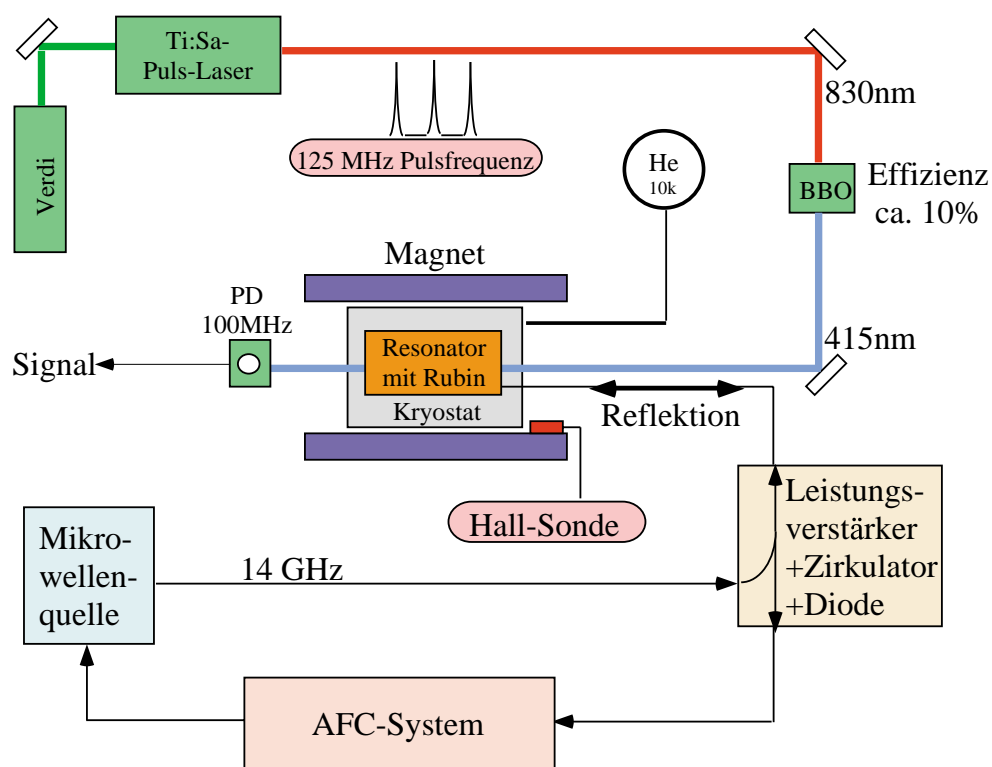 Ti:Sa-
Puls-Laser
Verdi
125 MHz Pulsfrequenz
830nm
He
10k
BBO
Effizienz
ca. 10%
Magnet
PD
100MHz
Signal
Resonator
mit Rubin
Kryostat
415nm
Reflektion
Hall-Sonde
Mikro-
wellen-
quelle
14 GHz
Leistungs-
verstärker
+Zirkulator
+Diode
AFC-System